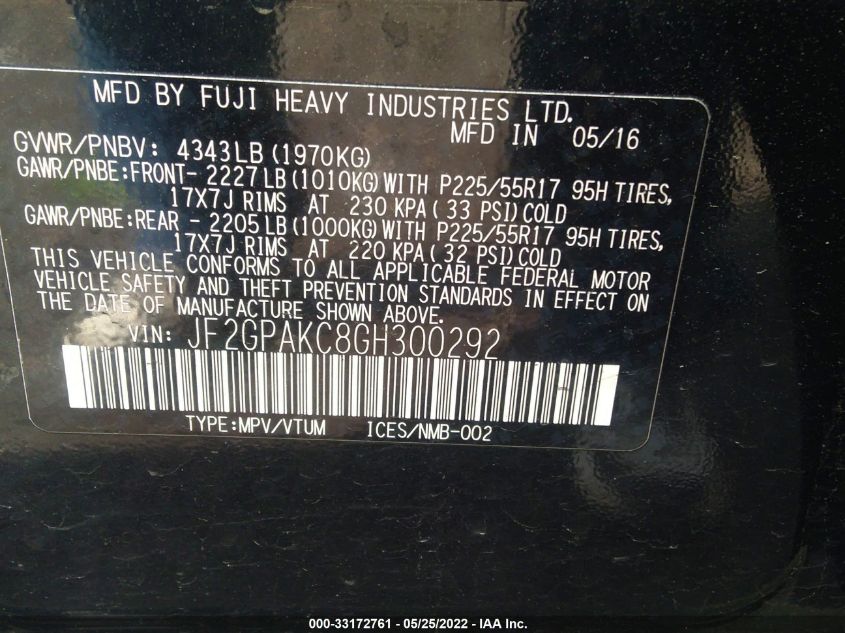 MFD BY FUJI HEAVY INDUSTRIES LTD.
MFD IN 05/16
GVWR/PNBV: 4343LB (1970KG)
GAWR/PNBE:FRONT- 2227LB (1010KG) WITH P225/55R17 95H TIRES,
17X7J RIMS AT 230 KPA( 33 PSI) COLD
GAWR/PNBE:REAR - 2205LB (1000KG) WITH P225/55R17 95H TIRES,
17X7J RIMS AT 220 KPA( 32 PSI) COLD
THIS VEHICLE CONFORMS TO ALL APPLICABLE FEDERAL MOTOR
VEHICLE SAFETY AND THEFT PREVENTION STANDARDS IN EFFECT ON
THE DATE OF MANUFACTURE SHOWN ABOVE.
VIN: JF2GPAKC8GH300292
TYPE:MPV/VTUM ICES/NMB-002
000-33172761 - 05/25/2022 - IAA Inc.